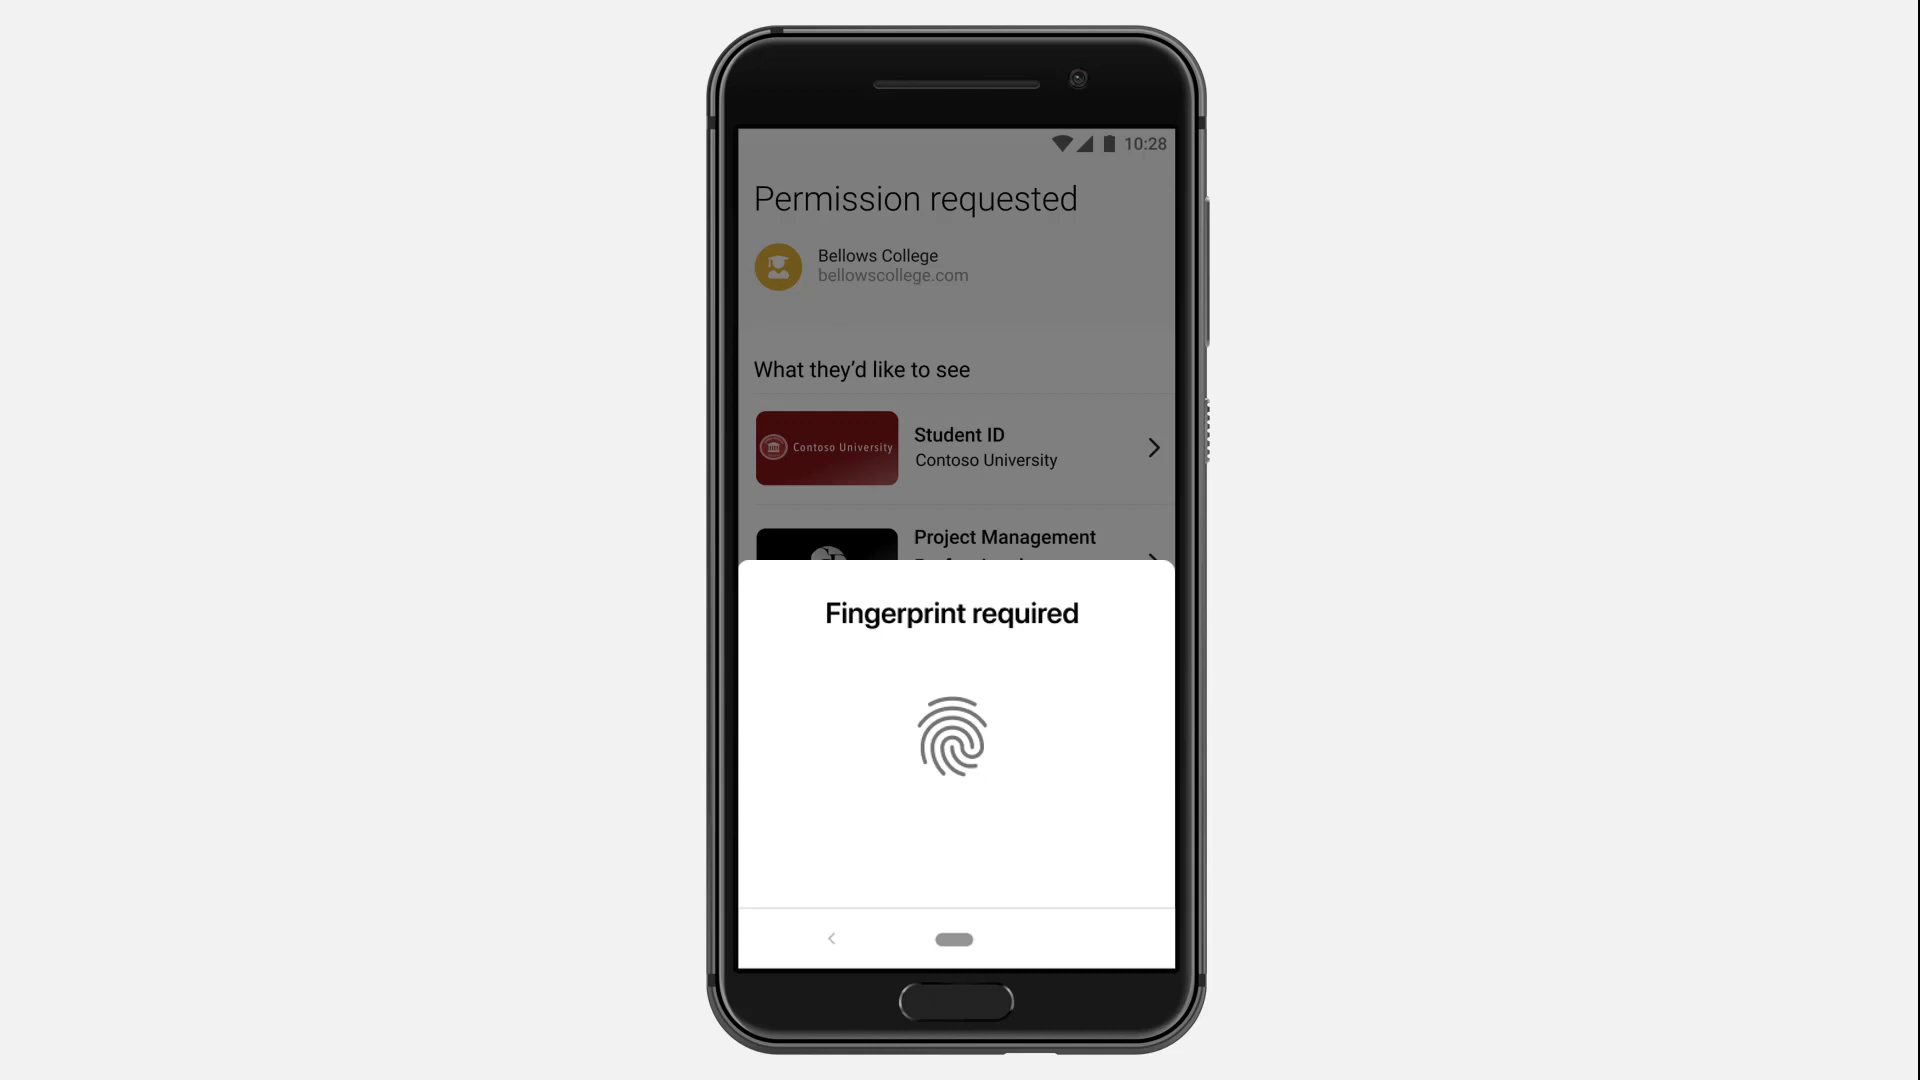 10:28
Permission requested
Bellows College
bellowscollege.com
What they’d like to see
Contoso University
Student ID
Contoso University
Project Management
Fingerprint required